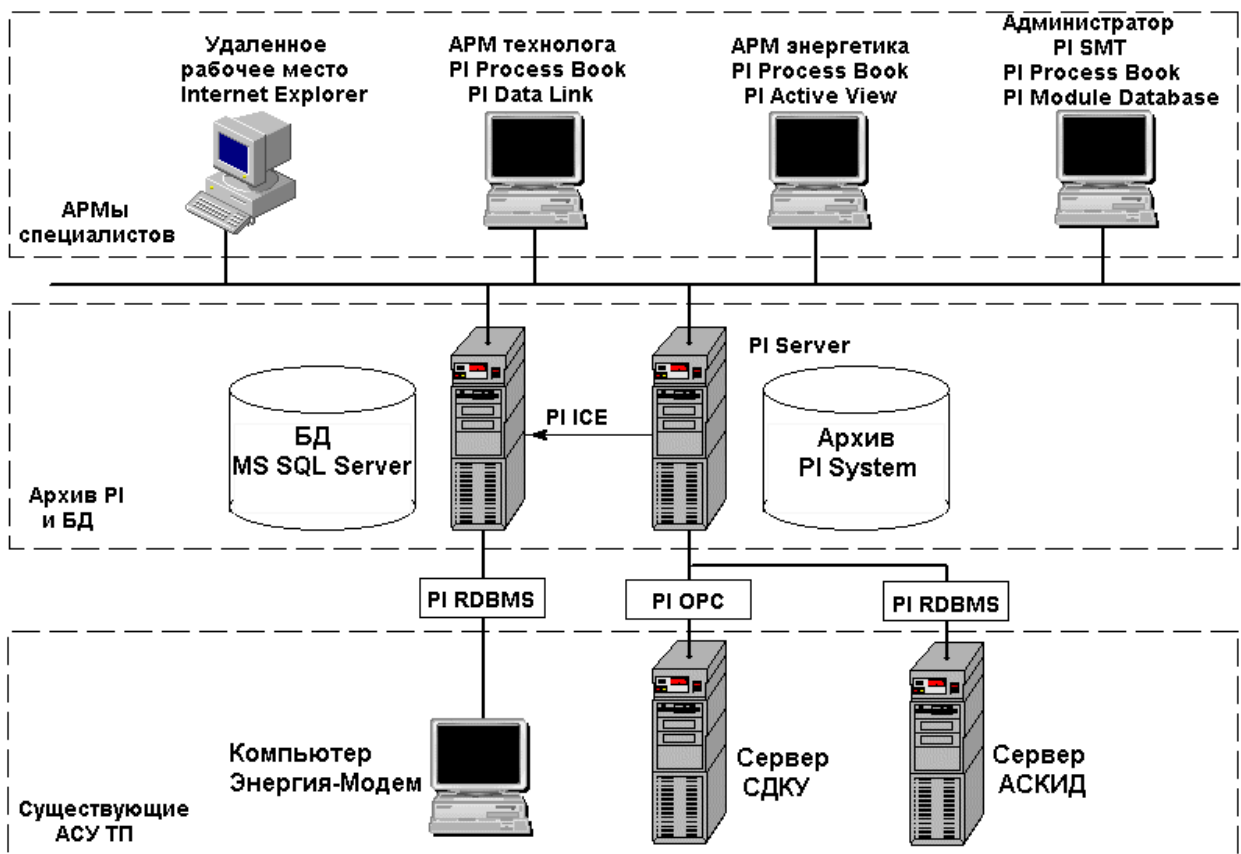 Удаленное
рабочее место
Internet Explorer
АРМ технолога
PI Process Book
PI Data Link
АРМ энергетика
PI Process Book
PI Active View
Администратор
PI SMT
PI Process Book
PI Module Database
АРМы
специалистов
PI Server
PI ICE
БД
MS SQL Server
Архив
PI System
Архив PI
и БД
PI RDBMS
PI OPC
PI RDBMS
Компьютер
Энергия-Модем
Сервер
СДКУ
Сервер
АСКИД
Существующие
АСУ ТП